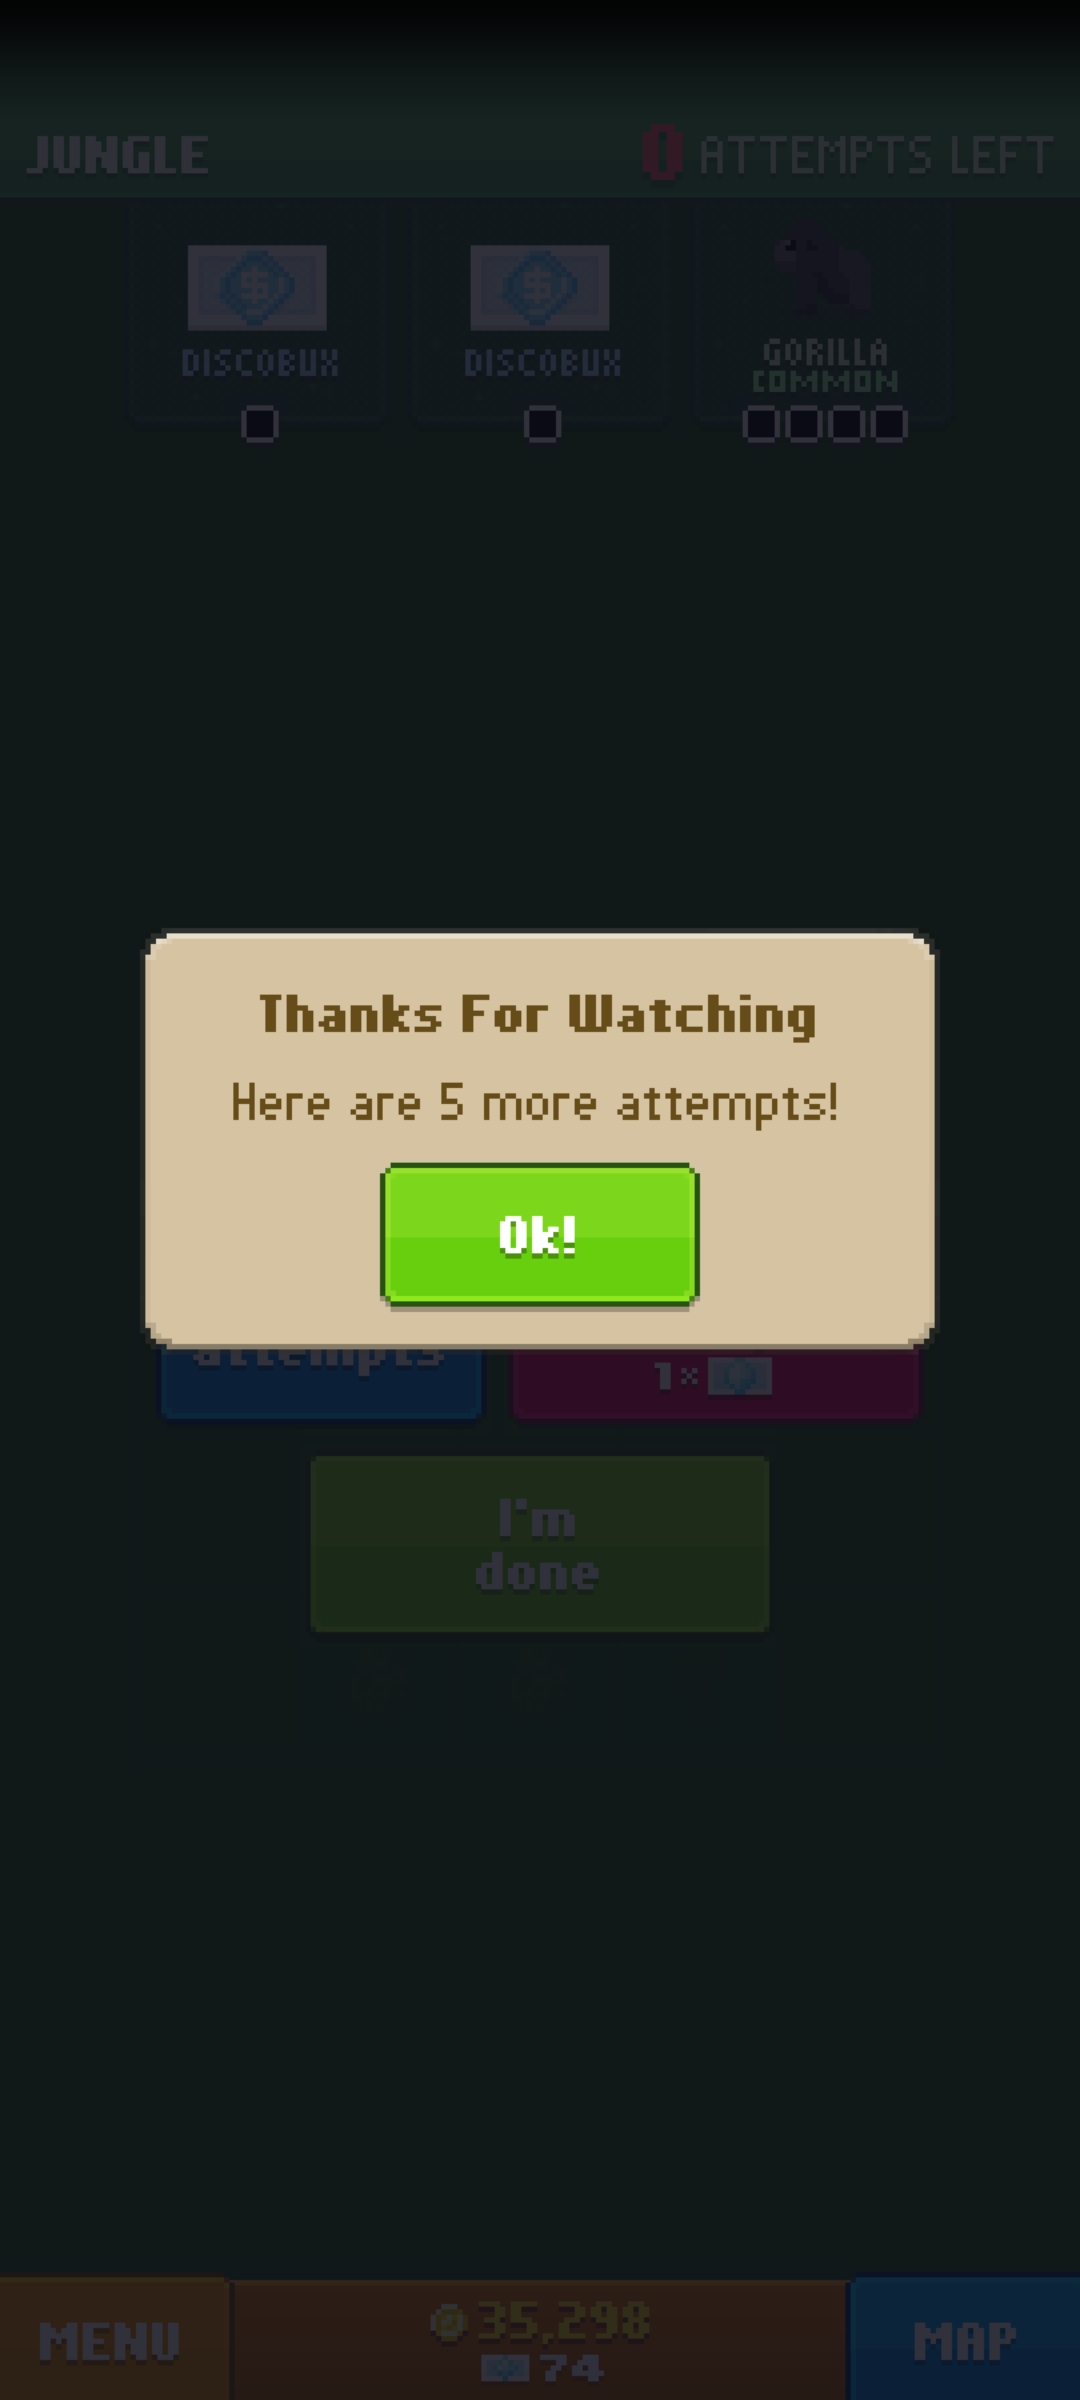 JUNGLE
0 ATTEMPTS LEFT
DISCOBUX
DISCOBUX
GORILLA
COMMON
Thanks For Watching
Here are 5 more attempts!
Ok!
attempts
1×
I'm
done
MENU
35,298
74
MAP